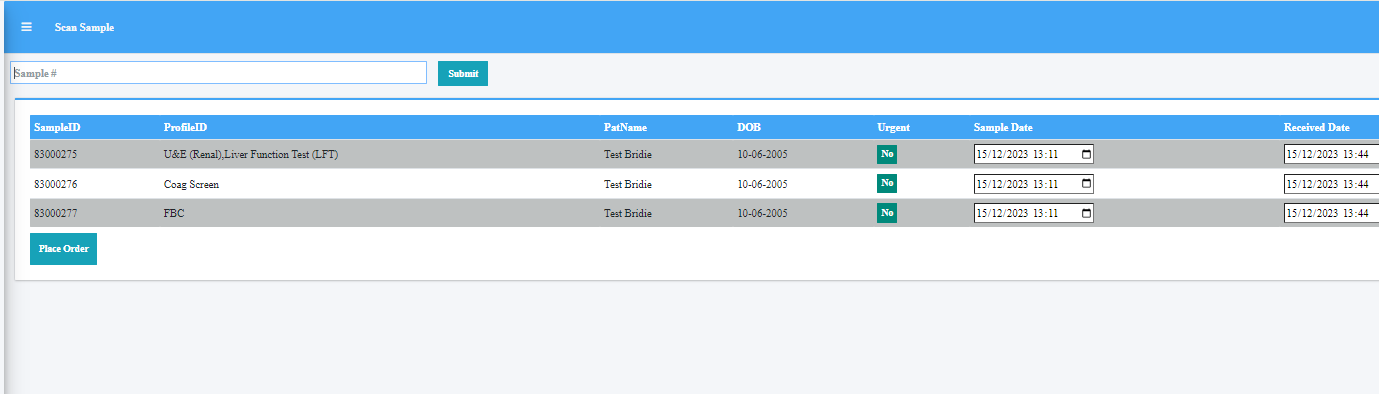 Scan Sample
Sample #
Submit
SampleID ProfileID PatName DOB Urgent Sample Date Received Date
83000275 U&E (Renal),Liver Function Test (LFT) Test Bridie 10-06-2005 No 15/12/2023 13:11 15/12/2023 13:44
83000276 Coag Screen Test Bridie 10-06-2005 No 15/12/2023 13:11 15/12/2023 13:44
83000277 FBC Test Bridie 10-06-2005 No 15/12/2023 13:11 15/12/2023 13:44
Place Order